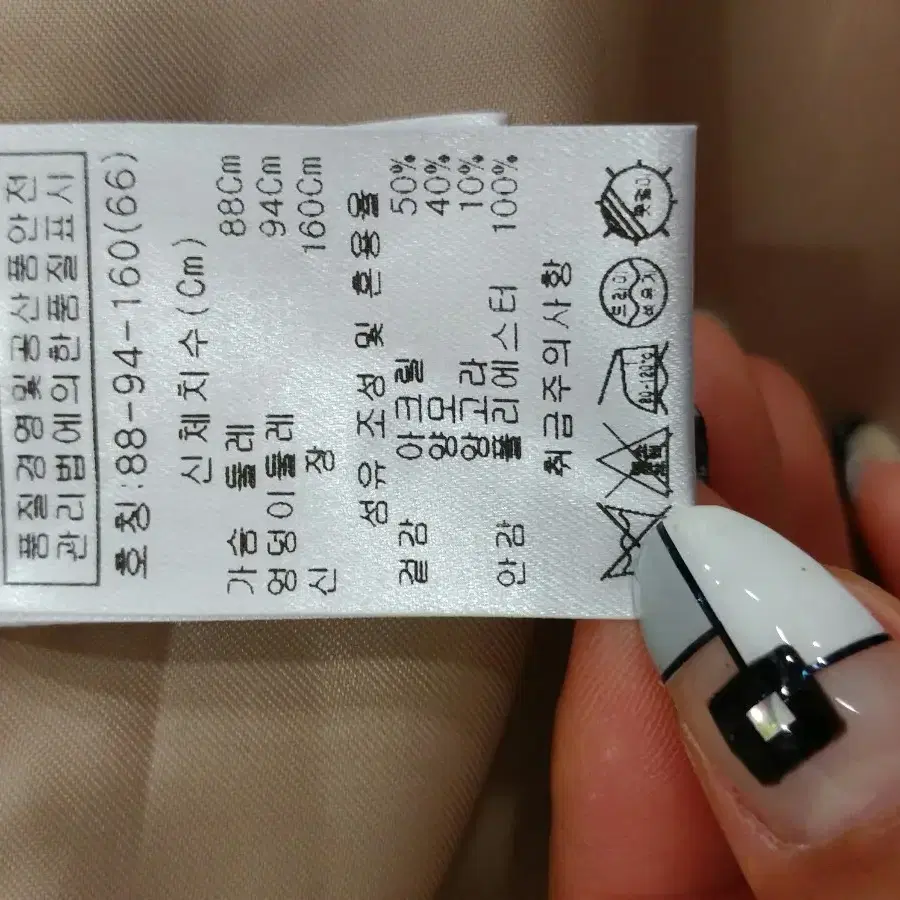 품질경영및공산품안전
관리법에의한품질표시
호칭:88-94-160(66)
신체치수(Cm)
가슴둘레 88Cm
엉덩이둘레 94Cm
신장 160Cm
섬유 조성 및 혼용율
겉감 아크릴 50%
양모 40%
앙고라 10%
안감 폴리에스터 100%
취급주의사항
드라이